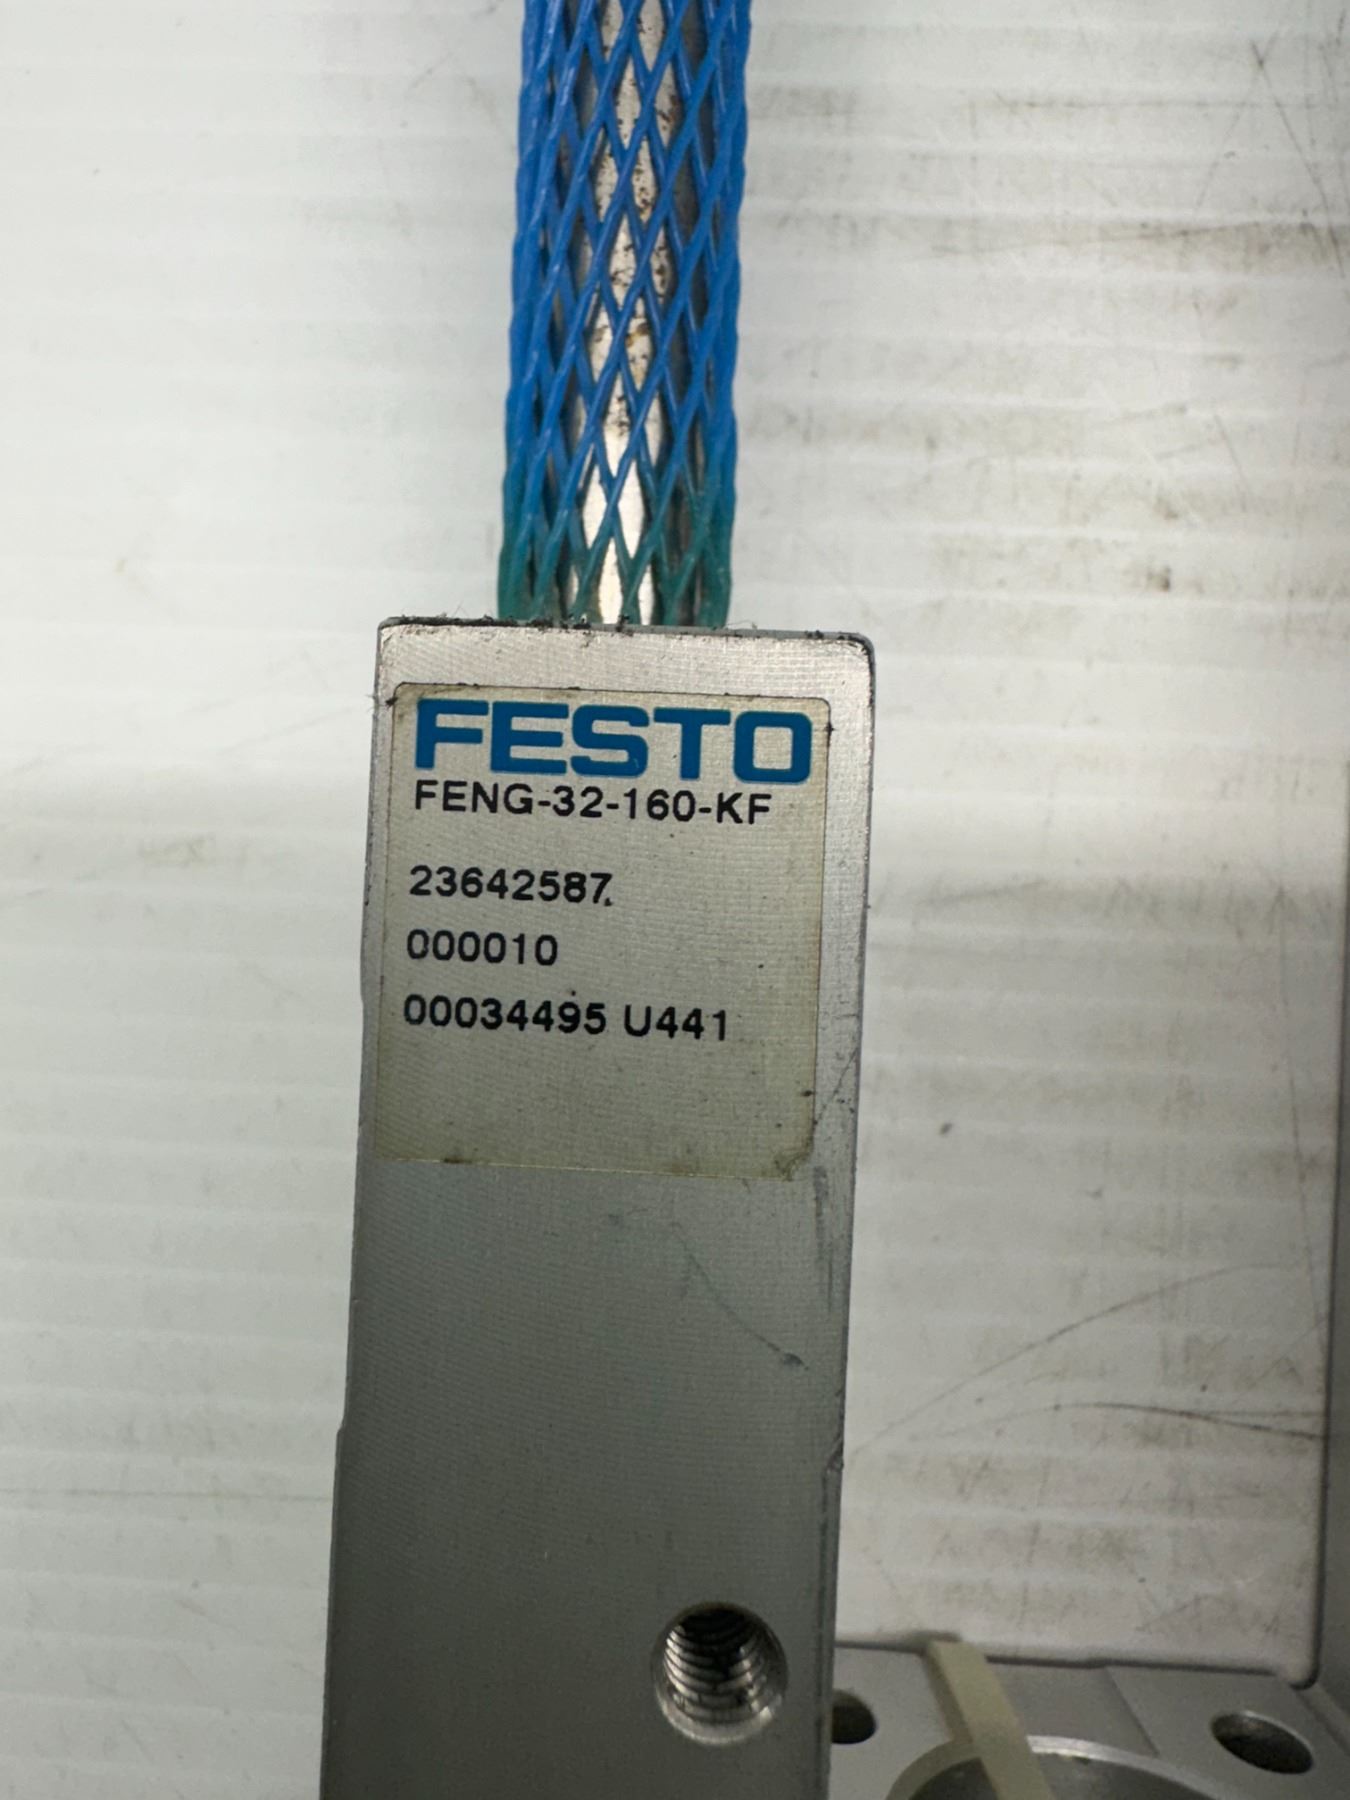 FESTO
FENG-32-160-KF
23642587.
000010
00034495 U441